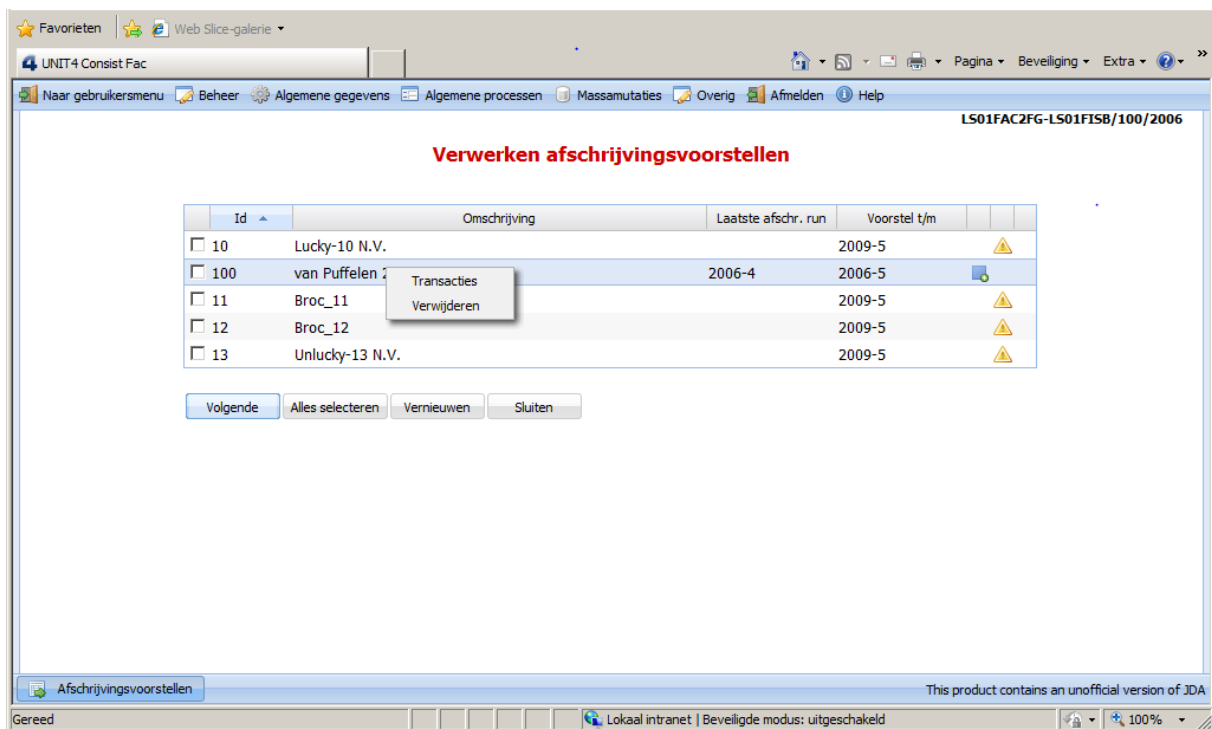 Favorieten Web Slice-galerie
UNIT4 Consist Fac Pagina Beveiliging Extra »
Naar gebruikersmenu Beheer Algemene gegevens Algemene processen Massamutaties Overig Afmelden Help
LS01FAC2FG-LS01FISB/100/2006
Verwerken afschrijvingsvoorstellen
Id Omschrijving Laatste afschr. run Voorstel t/m
10 Lucky-10 N.V. 2009-5
100 van Puffelen 2006-4 2006-5
Transacties
11 Broc_11 2009-5
Verwijderen
12 Broc_12 2009-5
13 Unlucky-13 N.V. 2009-5
Volgende Alles selecteren Vernieuwen Sluiten
Afschrijvingsvoorstellen This product contains an unofficial version of JDA
Gereed Lokaal intranet | Beveiligde modus: uitgeschakeld 100%